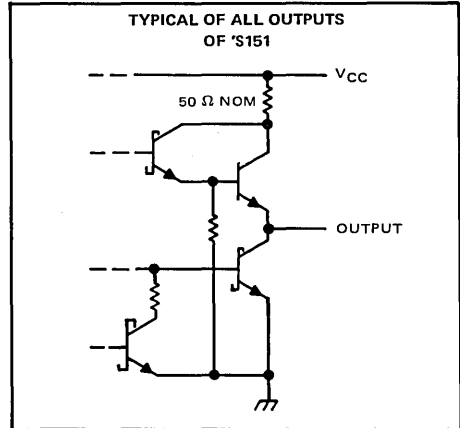 TYPICAL OF ALL OUTPUTS
OF 'S151
VCC
50 Ω NOM
OUTPUT